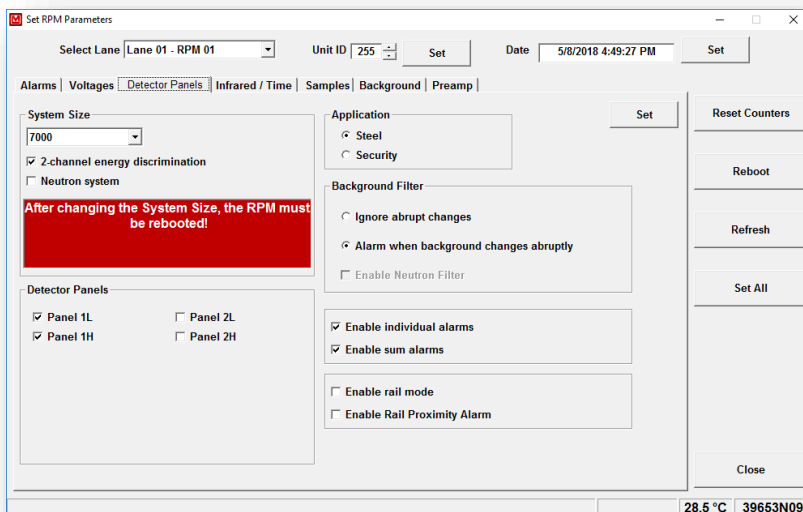 Set RPM Parameters
Select Lane Lane 01 - RPM 01 Unit ID 255 Set Date 5/8/2018 4:49:27 PM Set
Alarms Voltages Detector Panels Infrared / Time Samples Background Preamp
System Size
7000
2-channel energy discrimination
Neutron system
After changing the System Size, the RPM must
be rebooted!
Detector Panels
Panel 1L Panel 2L
Panel 1H Panel 2H
Application
Steel
Security
Set
Background Filter
Ignore abrupt changes
Alarm when background changes abruptly
Enable Neutron Filter
Enable individual alarms
Enable sum alarms
Enable rail mode
Enable Rail Proximity Alarm
Reset Counters
Reboot
Refresh
Set All
Close
28.5 °C 39653N09